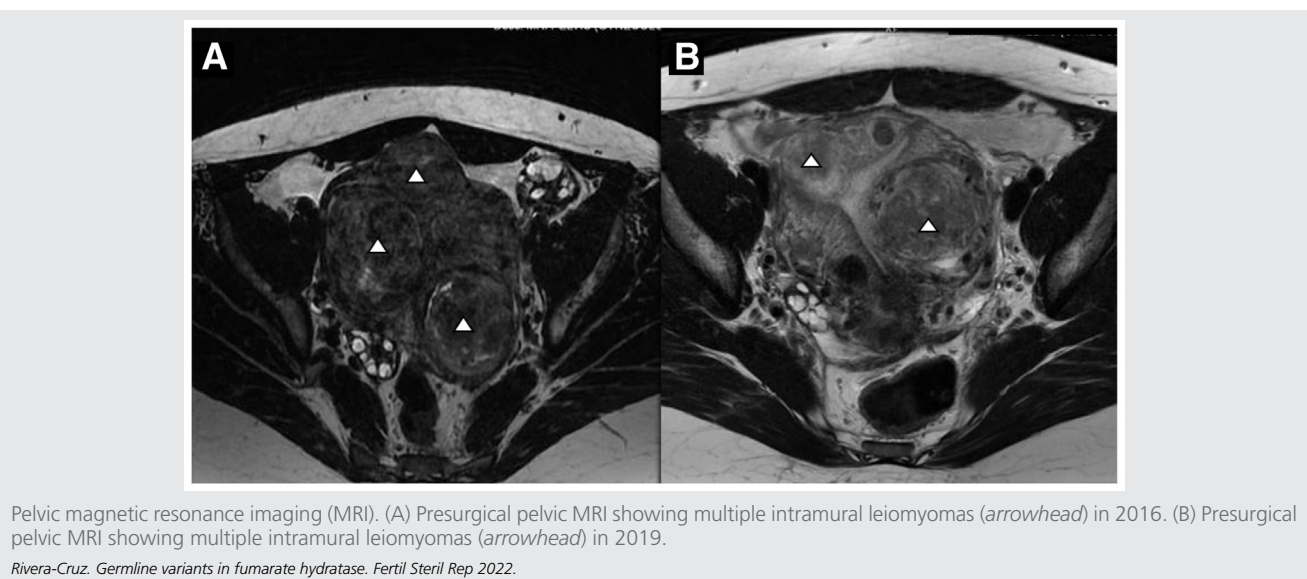 A
B
Pelvic magnetic resonance imaging (MRI). (A) Presurgical pelvic MRI showing multiple intramural leiomyomas (arrowhead) in 2016. (B) Presurgical
pelvic MRI showing multiple intramural leiomyomas (arrowhead) in 2019.
Rivera-Cruz. Germline variants in fumarate hydratase. Fertil Steril Rep 2022.